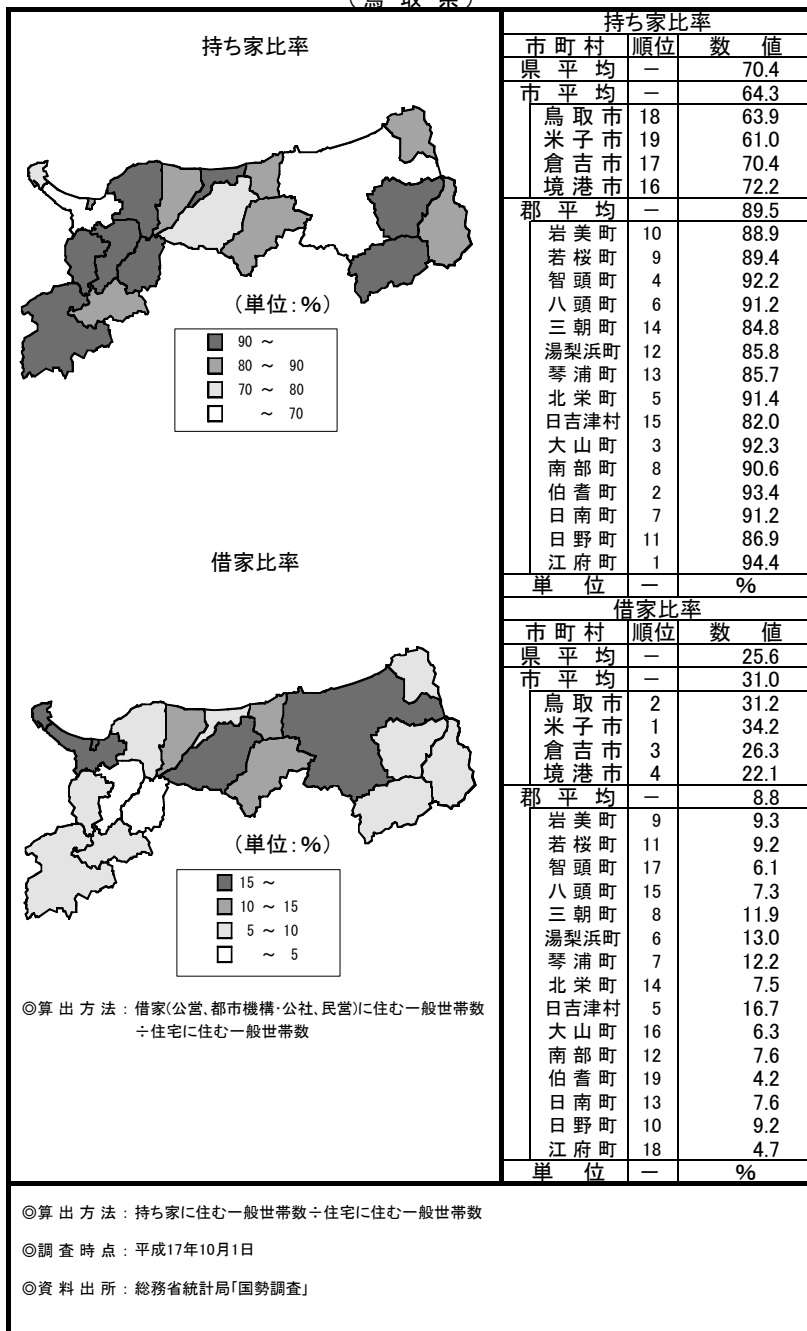 （鳥 取 県）
持ち家比率
（単位：％）
90 ～
80 ～ 90
70 ～ 80
～ 70
借家比率
（単位：％）
15 ～
10 ～ 15
5 ～ 10
～ 5
◎算 出 方 法 ： 借家(公営、都市機構・公社、民営)に住む一般世帯数
÷住宅に住む一般世帯数
持ち家比率
市 町 村 順位 数 値
県 平 均 － 70.4
市 平 均 － 64.3
鳥 取 市 18 63.9
米 子 市 19 61.0
倉 吉 市 17 70.4
境 港 市 16 72.2
郡 平 均 － 89.5
岩 美 町 10 88.9
若 桜 町 9 89.4
智 頭 町 4 92.2
八 頭 町 6 91.2
三 朝 町 14 84.8
湯梨浜町 12 85.8
琴 浦 町 13 85.7
北 栄 町 5 91.4
日吉津村 15 82.0
大 山 町 3 92.3
南 部 町 8 90.6
伯 耆 町 2 93.4
日 南 町 7 91.2
日 野 町 11 86.9
江 府 町 1 94.4
単 位 － %
借家比率
市 町 村 順位 数 値
県 平 均 － 25.6
市 平 均 － 31.0
鳥 取 市 2 31.2
米 子 市 1 34.2
倉 吉 市 3 26.3
境 港 市 4 22.1
郡 平 均 － 8.8
岩 美 町 9 9.3
若 桜 町 11 9.2
智 頭 町 17 6.1
八 頭 町 15 7.3
三 朝 町 8 11.9
湯梨浜町 6 13.0
琴 浦 町 7 12.2
北 栄 町 14 7.5
日吉津村 5 16.7
大 山 町 16 6.3
南 部 町 12 7.6
伯 耆 町 19 4.2
日 南 町 13 7.6
日 野 町 10 9.2
江 府 町 18 4.7
単 位 － %
◎算 出 方 法 ： 持ち家に住む一般世帯数÷住宅に住む一般世帯数
◎調 査 時 点 ： 平成17年10月1日
◎資 料 出 所 ： 総務省統計局「国勢調査」